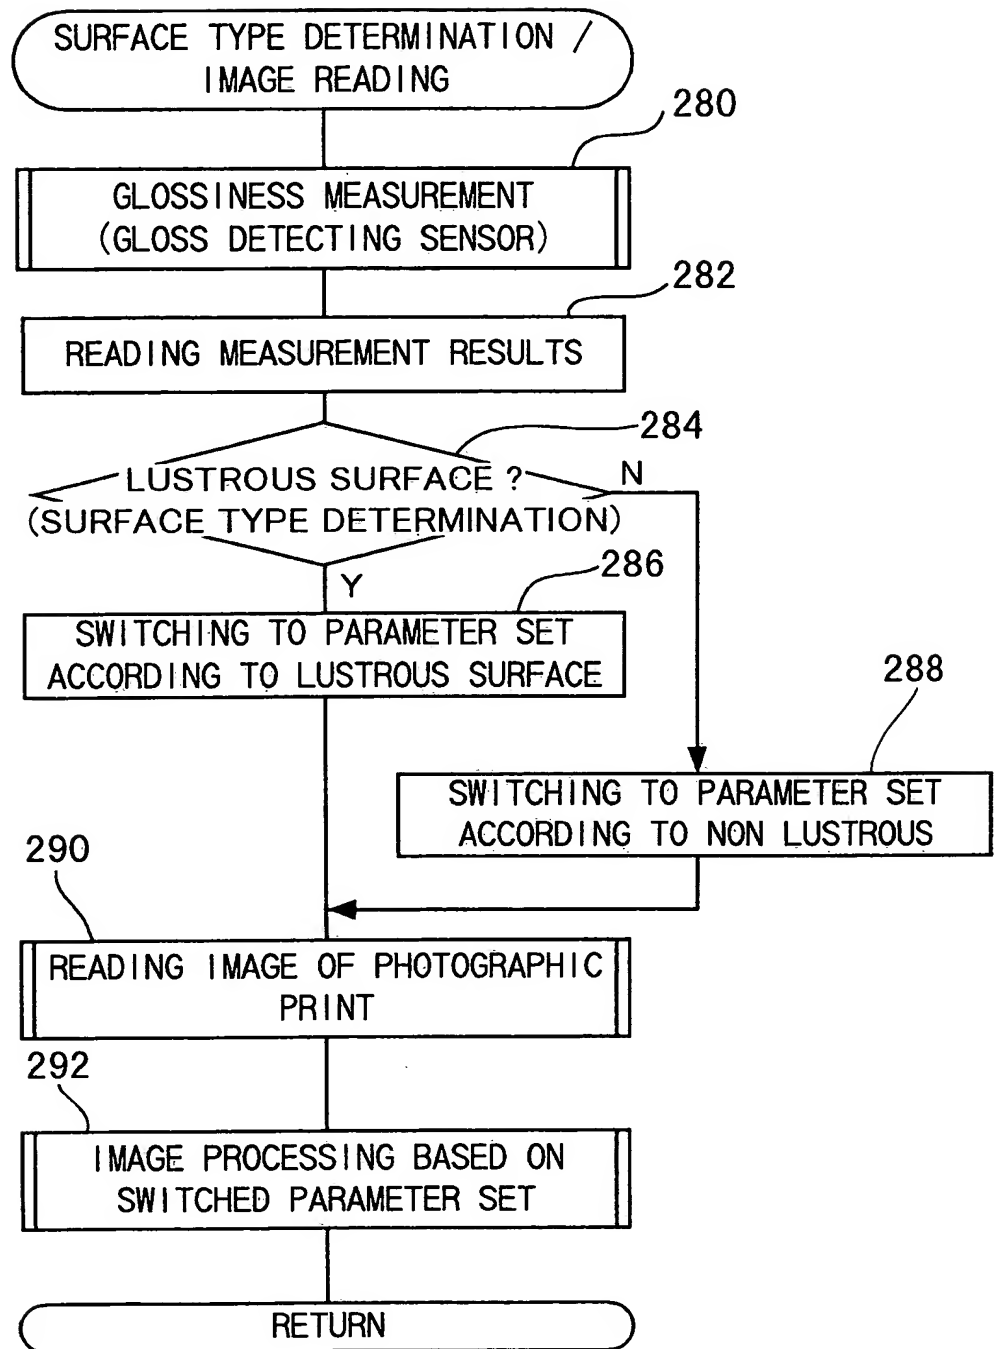 SURFACE TYPE DETERMINATION /
IMAGE READING
280
GLOSSINESS MEASUREMENT
(GLOSS DETECTING SENSOR)
282
READING MEASUREMENT RESULTS
284
LUSTROUS SURFACE ?
(SURFACE TYPE DETERMINATION)
N
Y
286
SWITCHING TO PARAMETER SET
ACCORDING TO LUSTROUS SURFACE
288
SWITCHING TO PARAMETER SET
ACCORDING TO NON LUSTROUS
290
READING IMAGE OF PHOTOGRAPHIC
PRINT
292
IMAGE PROCESSING BASED ON
SWITCHED PARAMETER SET
RETURN